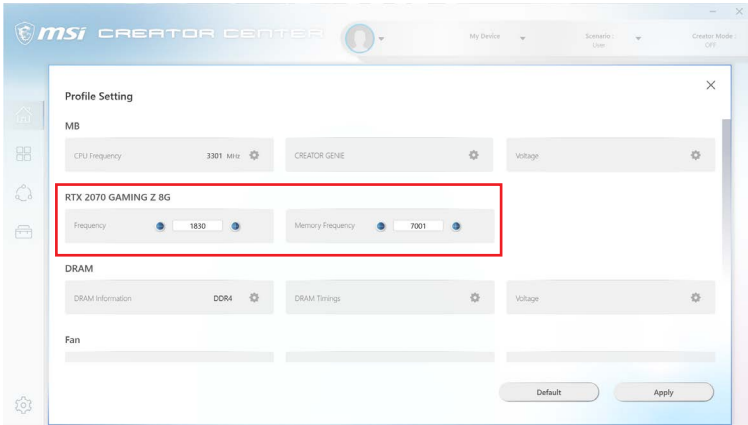 msi CREATOR CENTER
My Device
Scenario :
Live
Creator Mode :
OFF
Profile Setting
MB
CPU Frequency 3301 MHz
CREATOR GENIE
Voltage
RTX 2070 GAMING Z 8G
Frequency 1830
Memory Frequency 7001
DRAM
DRAM Information DDR4
DRAM Timings
Voltage
Fan
Default
Apply